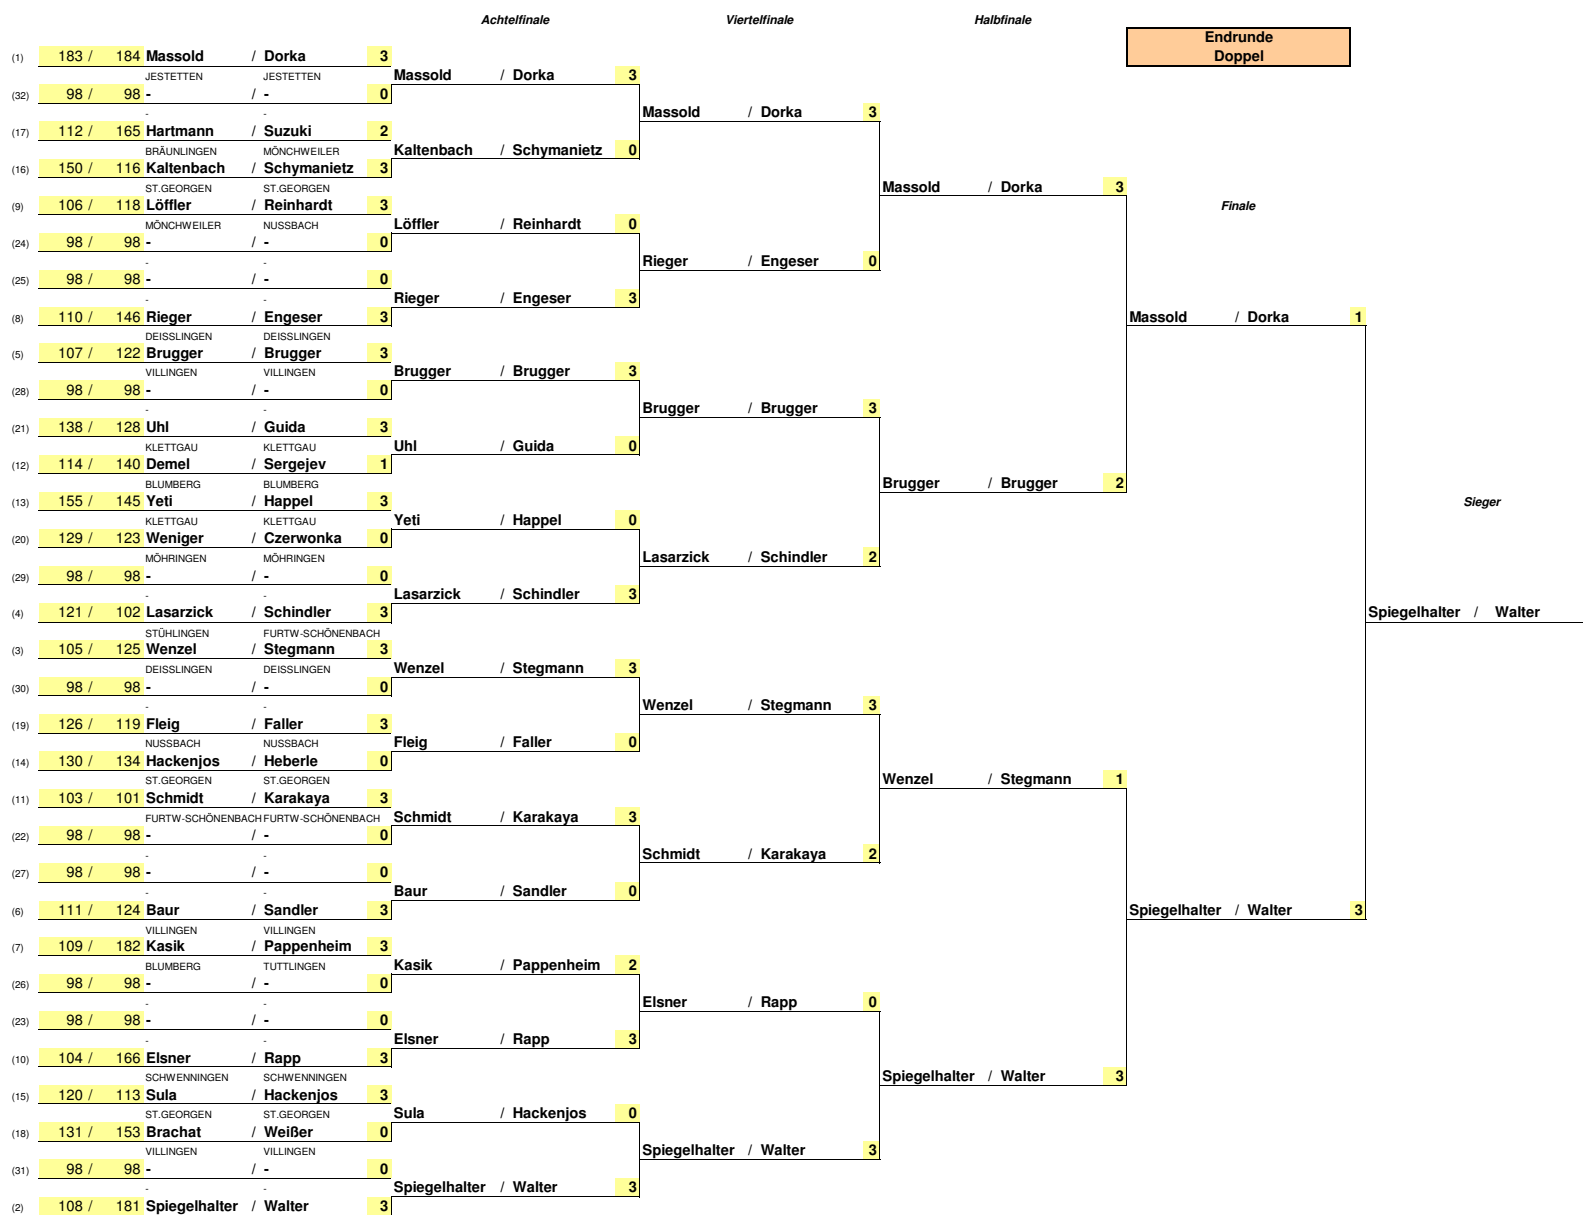 Achtelfinale Viertelfinale Halbfinale
Endrunde
Doppel
(1) 183 / 184 Massold / Dorka 3
JESTETTEN JESTETTEN
Massold / Dorka 3
(32) 98 / 98 - / - 0
- -
Massold / Dorka 3
(17) 112 / 165 Hartmann / Suzuki 2
BRÄUNLINGEN MÖNCHWEILER
Kaltenbach / Schymanietz 0
(16) 150 / 116 Kaltenbach / Schymanietz 3
ST.GEORGEN ST.GEORGEN
Massold / Dorka 3
(9) 106 / 118 Löffler / Reinhardt 3
Finale
MÖNCHWEILER NUSSBACH
Löffler / Reinhardt 0
(24) 98 / 98 - / - 0
- -
Rieger / Engeser 0
(25) 98 / 98 - / - 0
- -
Rieger / Engeser 3
(8) 110 / 146 Rieger / Engeser 3
Massold / Dorka 1
DEISSLINGEN DEISSLINGEN
(5) 107 / 122 Brugger / Brugger 3
VILLINGEN VILLINGEN
Brugger / Brugger 3
(28) 98 / 98 - / - 0
- -
Brugger / Brugger 3
(21) 138 / 128 Uhl / Guida 3
KLETTGAU KLETTGAU
Uhl / Guida 0
(12) 114 / 140 Demel / Sergejev 1
BLUMBERG BLUMBERG
Brugger / Brugger 2
(13) 155 / 145 Yeti / Happel 3
Sieger
KLETTGAU KLETTGAU
Yeti / Happel 0
(20) 129 / 123 Weniger / Czerwonka 0
MÖHRINGEN MÖHRINGEN
Lasarzick / Schindler 2
(29) 98 / 98 - / - 0
- -
Lasarzick / Schindler 3
(4) 121 / 102 Lasarzick / Schindler 3
Spiegelhalter / Walter
STÜHLINGEN FURTW-SCHÖNENBACH
(3) 105 / 125 Wenzel / Stegmann 3
DEISSLINGEN DEISSLINGEN
Wenzel / Stegmann 3
(30) 98 / 98 - / - 0
- -
Wenzel / Stegmann 3
(19) 126 / 119 Fleig / Faller 3
NUSSBACH NUSSBACH
Fleig / Faller 0
(14) 130 / 134 Hackenjos / Heberle 0
ST.GEORGEN ST.GEORGEN
Wenzel / Stegmann 1
(11) 103 / 101 Schmidt / Karakaya 3
FURTW-SCHÖNENBACH FURTW-SCHÖNENBACH
Schmidt / Karakaya 3
(22) 98 / 98 - / - 0
- -
Schmidt / Karakaya 2
(27) 98 / 98 - / - 0
- -
Baur / Sandler 0
(6) 111 / 124 Baur / Sandler 3
Spiegelhalter / Walter 3
VILLINGEN VILLINGEN
(7) 109 / 182 Kasik / Pappenheim 3
BLUMBERG TUTTLINGEN
Kasik / Pappenheim 2
(26) 98 / 98 - / - 0
- -
Elsner / Rapp 0
(23) 98 / 98 - / - 0
- -
Elsner / Rapp 3
(10) 104 / 166 Elsner / Rapp 3
SCHWENNINGEN SCHWENNINGEN
Spiegelhalter / Walter 3
(15) 120 / 113 Sula / Hackenjos 3
ST.GEORGEN ST.GEORGEN
Sula / Hackenjos 0
(18) 131 / 153 Brachat / Weißer 0
VILLINGEN VILLINGEN
Spiegelhalter / Walter 3
(31) 98 / 98 - / - 0
- -
Spiegelhalter / Walter 3
(2) 108 / 181 Spiegelhalter / Walter 3